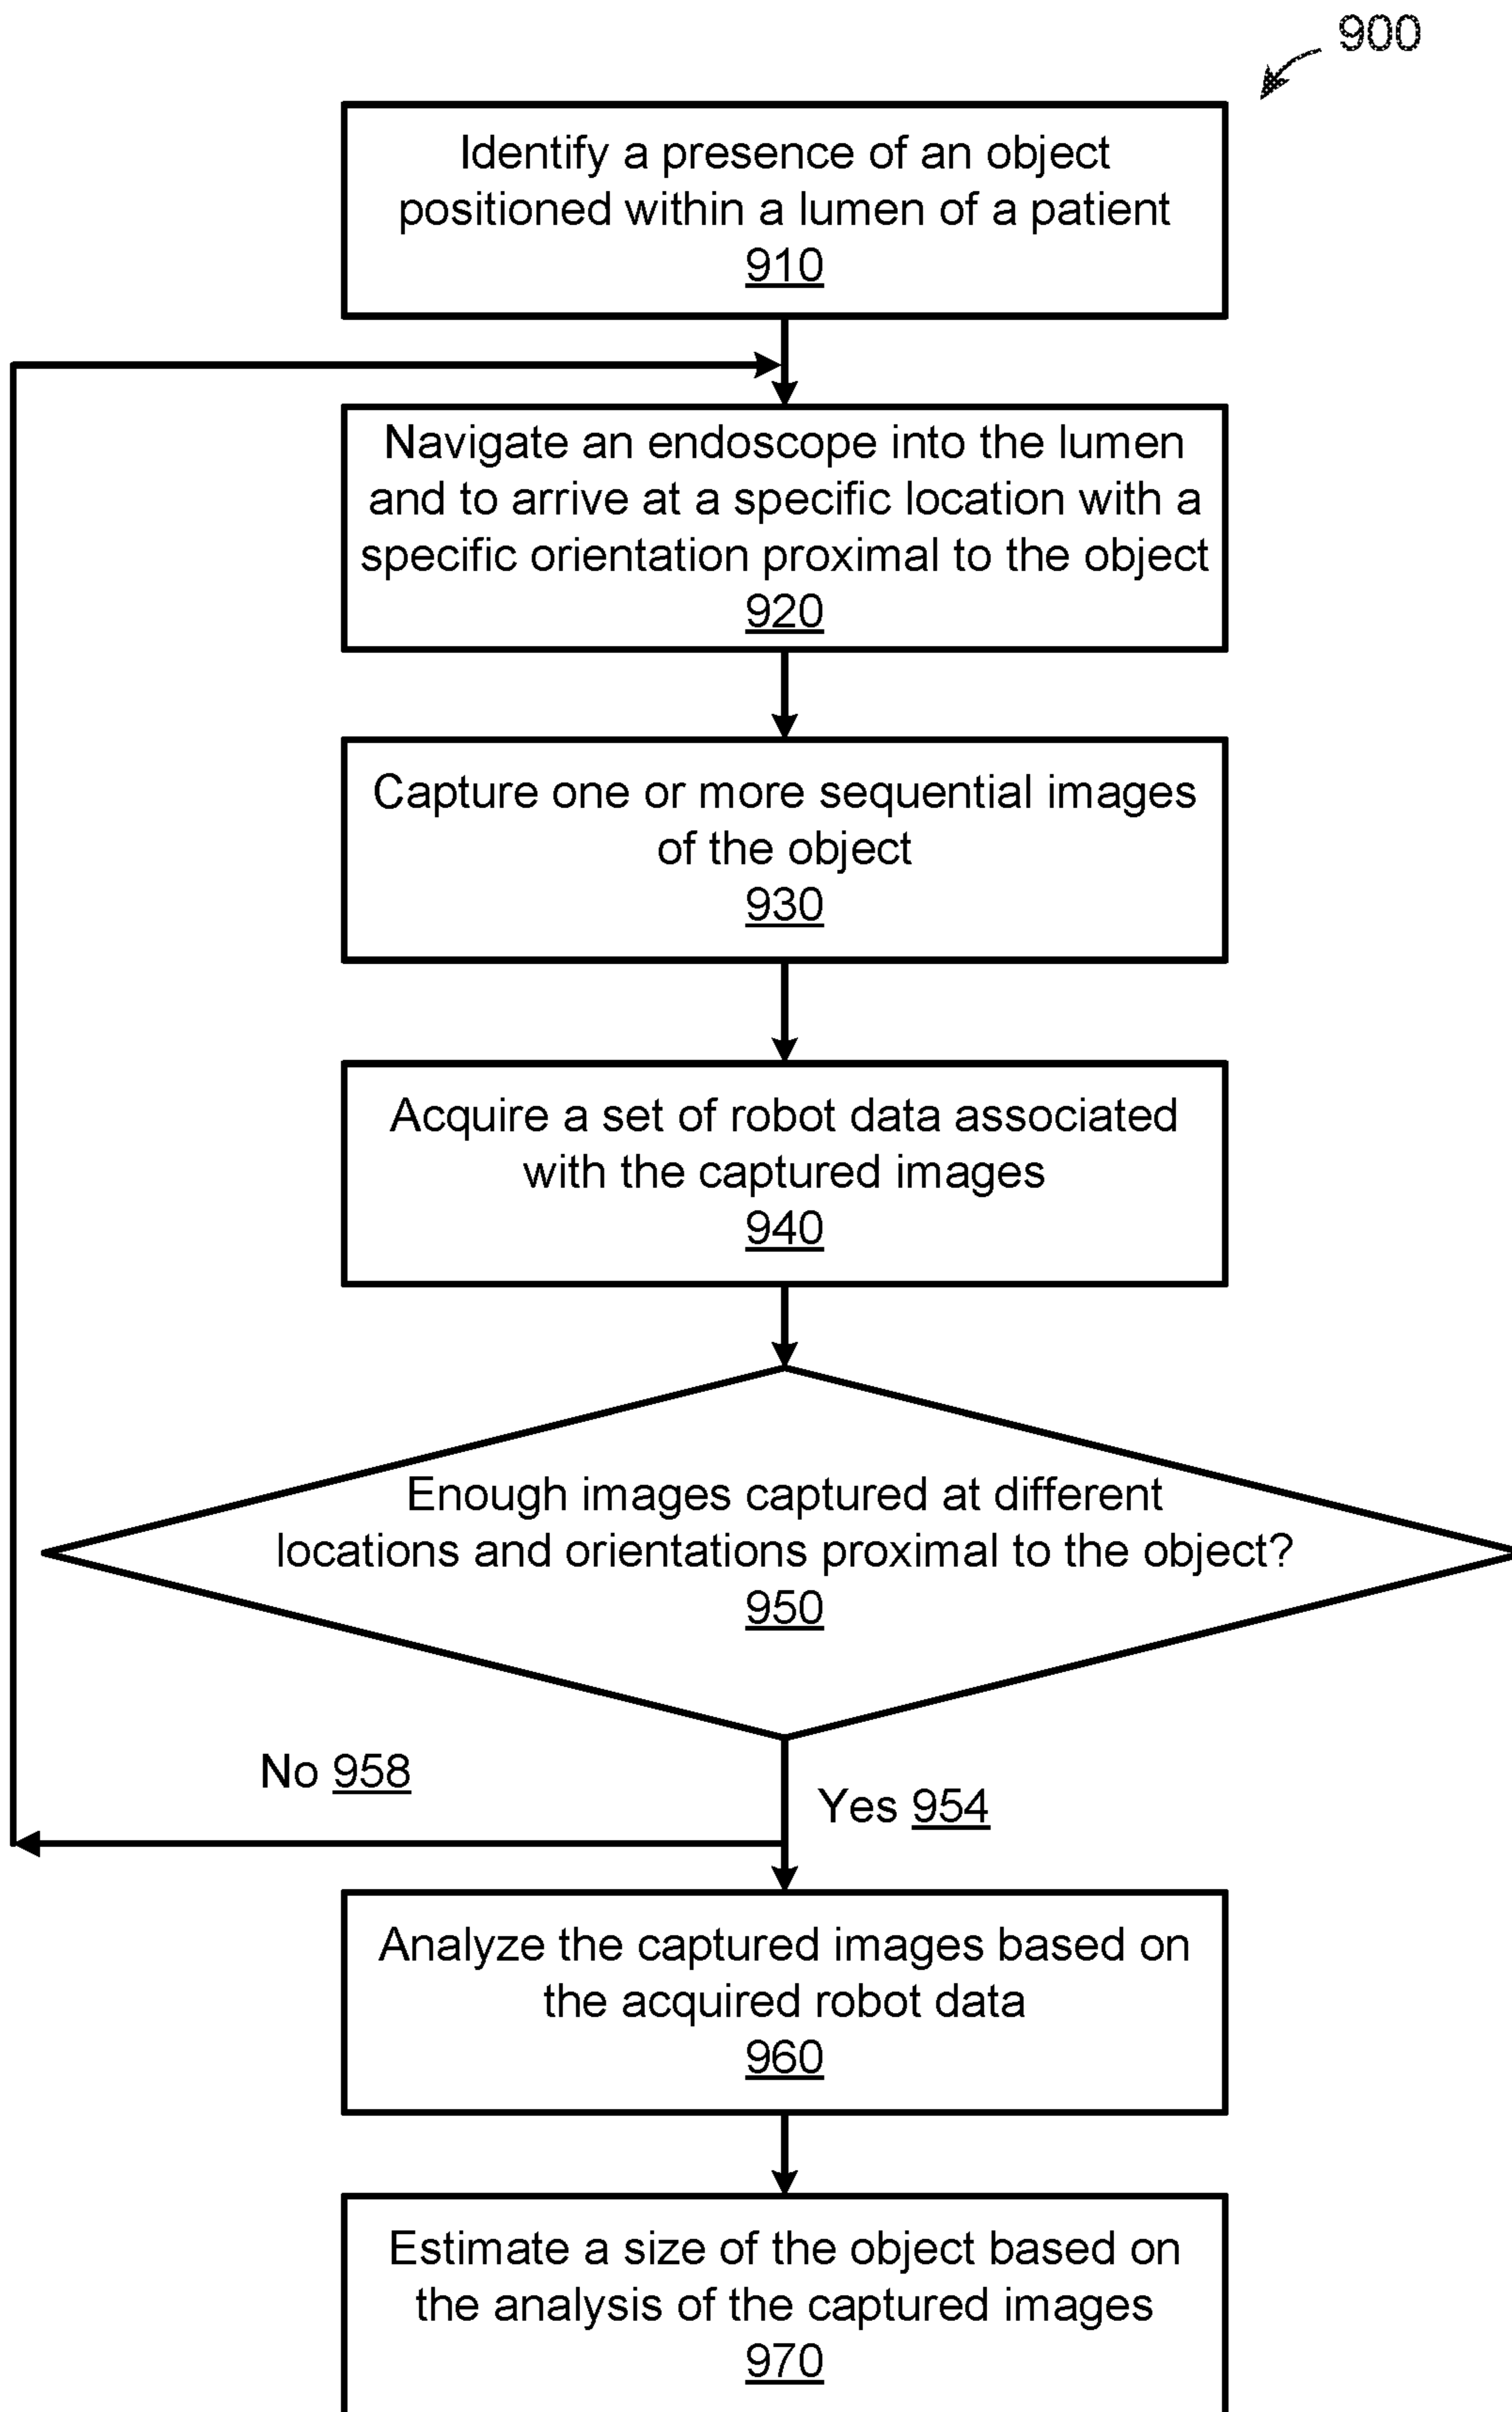 900
Identify a presence of an object
positioned within a lumen of a patient
910
Navigate an endoscope into the lumen
and to arrive at a specific location with a
specific orientation proximal to the object
920
Capture one or more sequential images
of the object
930
Acquire a set of robot data associated
with the captured images
940
Enough images captured at different
locations and orientations proximal to the object?
950
No 958
Yes 954
Analyze the captured images based on
the acquired robot data
960
Estimate a size of the object based on
the analysis of the captured images
970